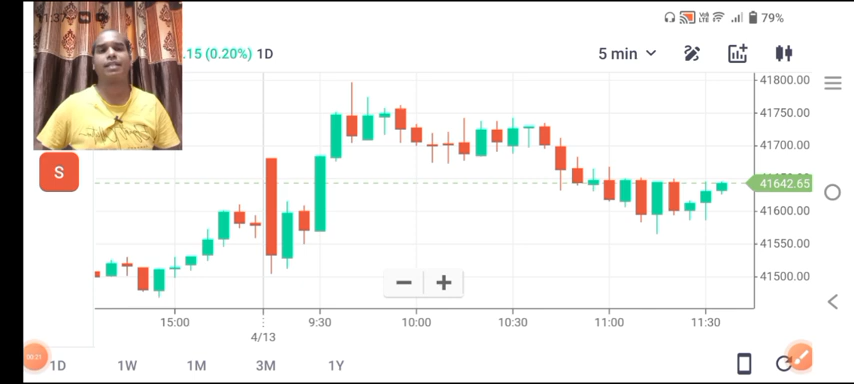 11:37
79%
.15 (0.20%) 1D
5 min
41800.00
41750.00
41700.00
S
41642.65
41600.00
41550.00
41500.00
− +
15:00 9:30 10:00 10:30 11:00 11:30
4/13
1D 1W 1M 3M 1Y